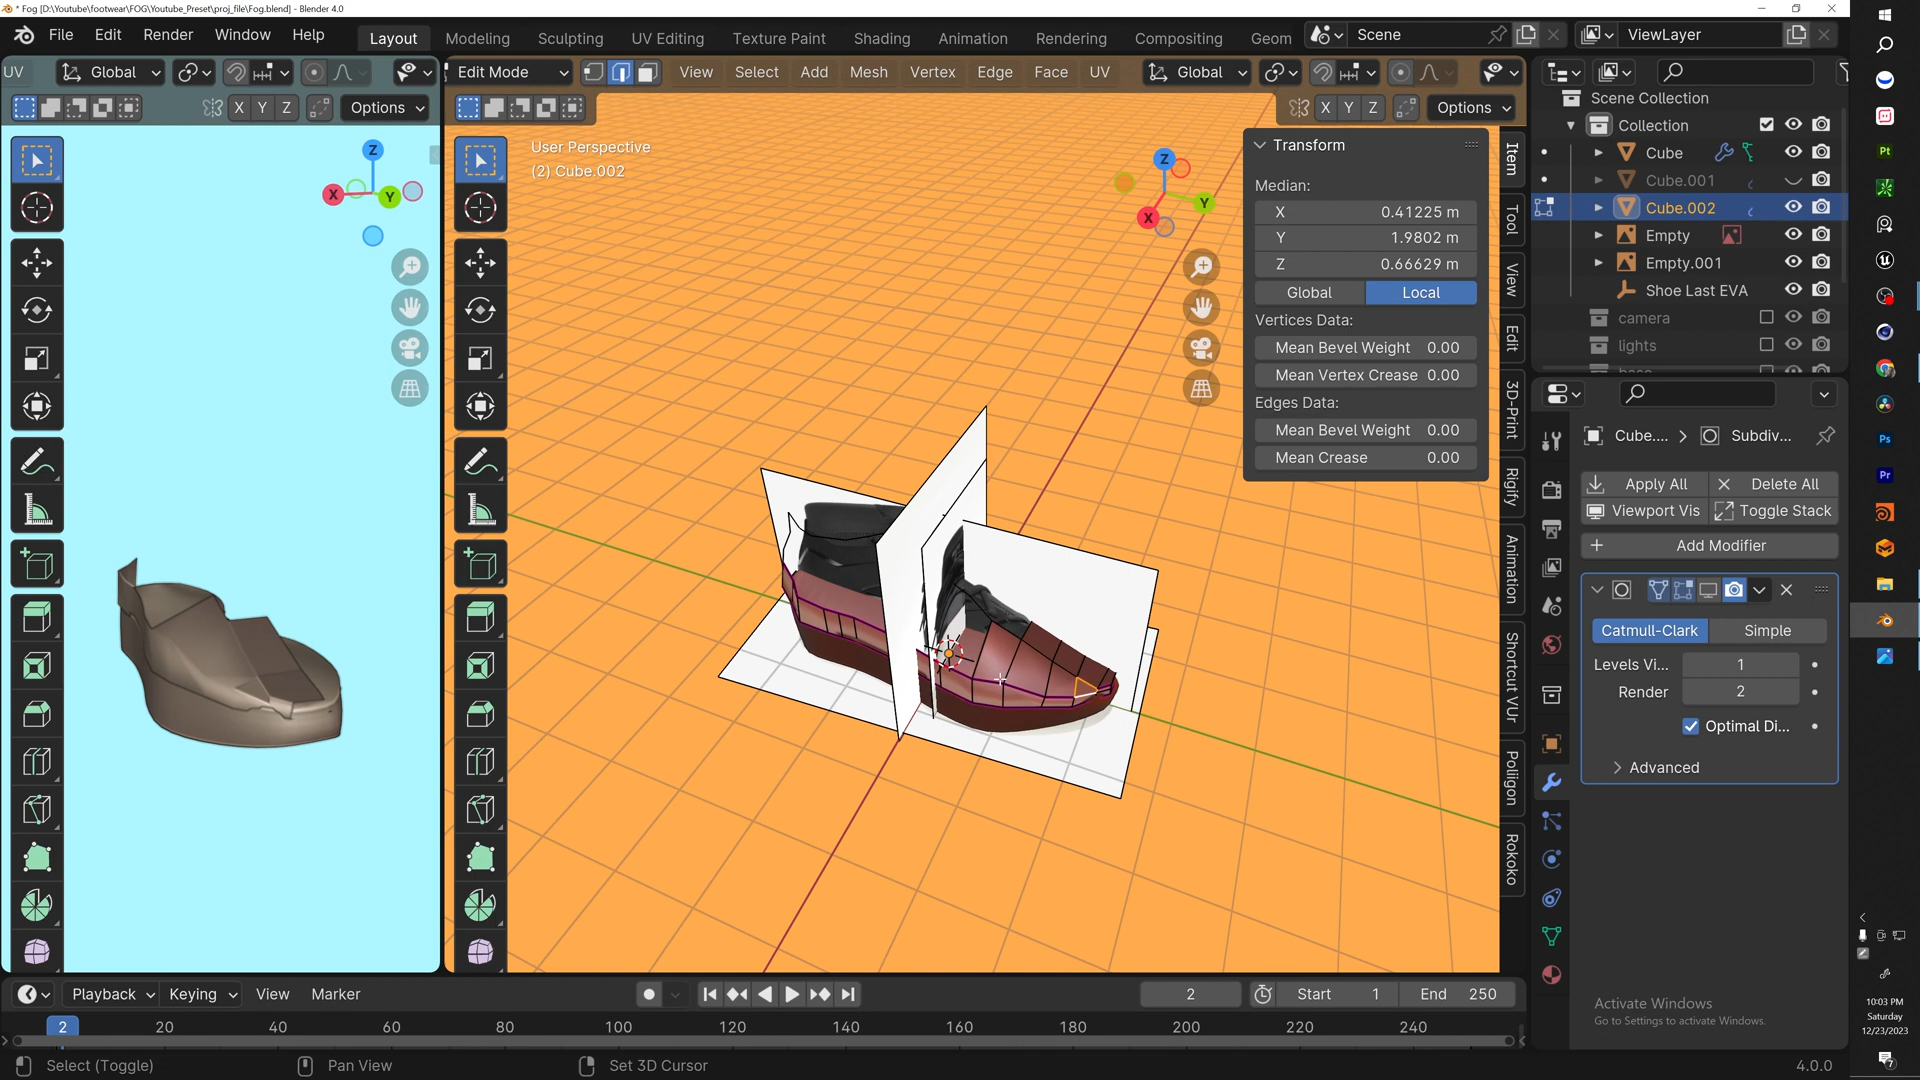 * Fog [D:\Youtube\footwear\FOG\Youtube_Preset\proj_file\Fog.blend] - Blender 4.0
File Edit Render Window Help
Layout Modeling Sculpting UV Editing Texture Paint Shading Animation Rendering Compositing Geom
Scene
ViewLayer
UV Global
Edit Mode View Select Add Mesh Vertex Edge Face UV Global
X Y Z Options
X Y Z Options
Scene Collection
Collection
Cube
Cube.001
Cube.002
Empty
Empty.001
Shoe Last EVA
camera
lights
User Perspective
(2) Cube.002
Z
X
Y
Z
X
Y
Transform
Median:
X 0.41225 m
Y 1.9802 m
Z 0.66629 m
Global Local
Vertices Data:
Mean Bevel Weight 0.00
Mean Vertex Crease 0.00
Edges Data:
Mean Bevel Weight 0.00
Mean Crease 0.00
Item
Tool
View
Edit
3D-Print
Rigify
Animation
Shortcut VUr
Poliigon
Rokoko
Cube.... Subdiv...
Apply All Delete All
Viewport Vis Toggle Stack
Add Modifier
Catmull-Clark Simple
Levels Vi... 1
Render 2
Optimal Di...
Advanced
Activate Windows
Go to Settings to activate Windows.
Pt
Ps
Pr
Playback Keying View Marker
2
Start 1 End 250
2 20 40 60 80 100 120 140 160 180 200 220 240
Select (Toggle) Pan View Set 3D Cursor
4.0.0
10:03 PM
Saturday
12/23/2023
7